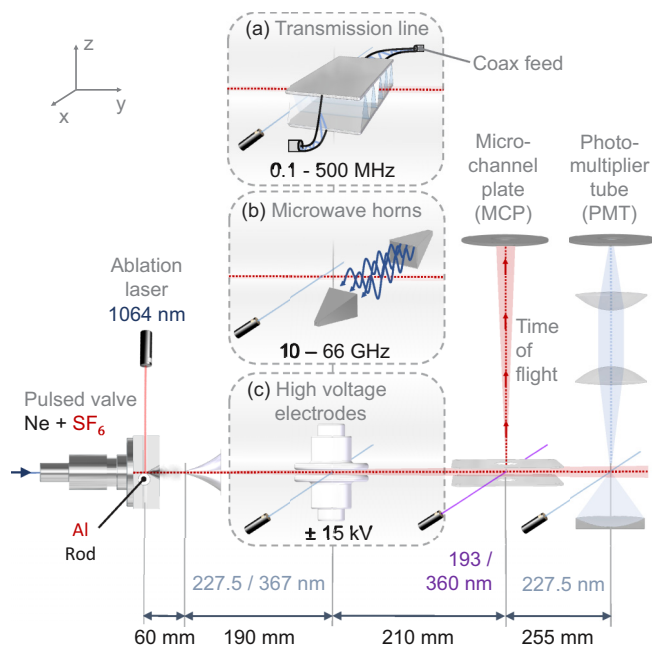 z
x
y
(a) Transmission line
Coax feed
0.1 - 500 MHz
(b) Microwave horns
10 – 66 GHz
(c) High voltage
electrodes
± 15 kV
Micro-
channel
plate
(MCP)
Photo-
multiplier
tube
(PMT)
Ablation
laser
1064 nm
Time
of
flight
Pulsed valve
Ne + SF6
Al
Rod
227.5 / 367 nm
193 /
360 nm
227.5 nm
60 mm
190 mm
210 mm
255 mm